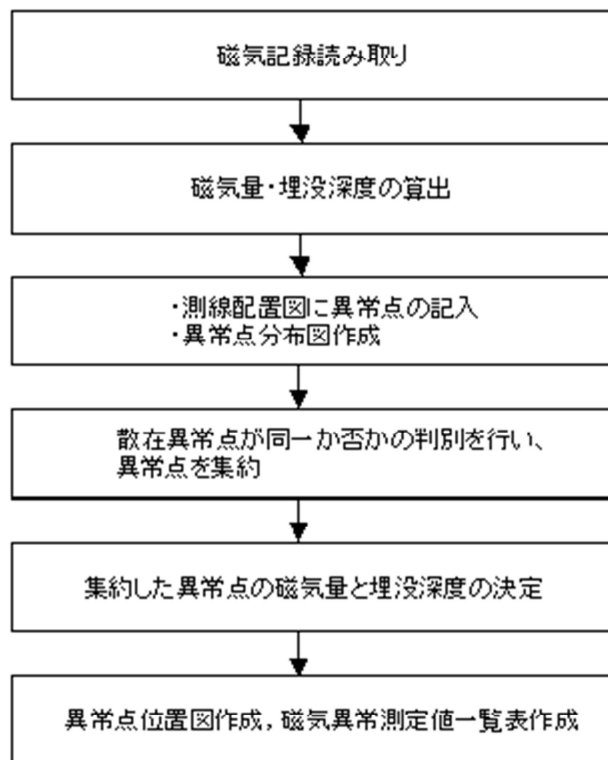 磁気記録読み取り
磁気量・埋没深度の算出
・測線配置図に異常点の記入
・異常点分布図作成
散在異常点が同一か否かの判別を行い、
異常点を集約
集約した異常点の磁気量と埋没深度の決定
異常点位置図作成，磁気異常測定値一覧表作成